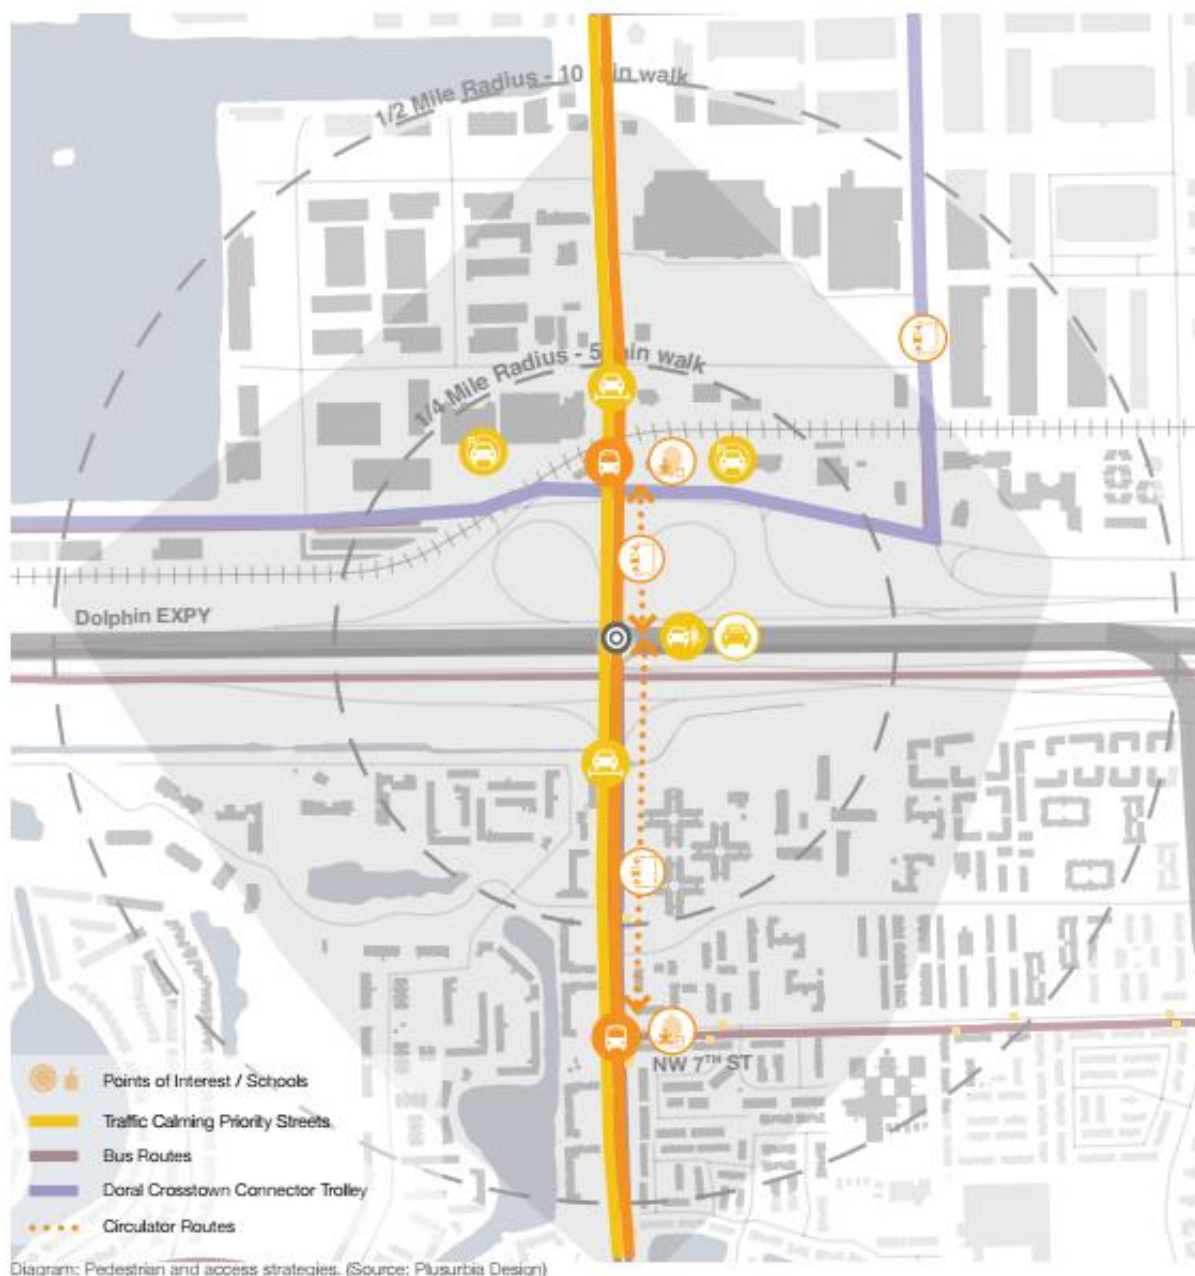 1/2 Mile Radius - 10 min walk
1/4 Mile Radius - 5 min walk
Dolphin EXPY
NW 7TH ST
Points of Interest / Schools
Traffic Calming Priority Streets
Bus Routes
Doral Crosstown Connector Trolley
Circulator Routes
Diagram: Pedestrian and access strategies. (Source: Plusurbia Design)